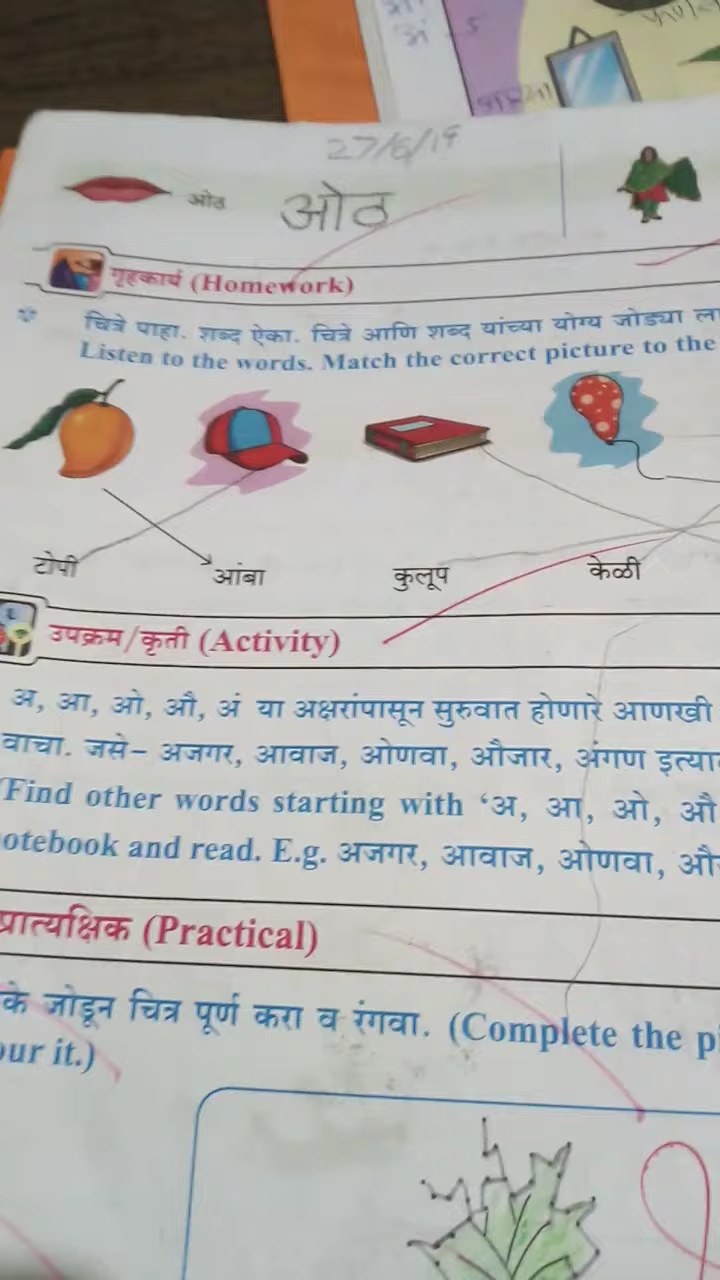 27/6/19
ओठ ओठ
गृहकार्य (Homework)
चित्रे पाहा. शब्द ऐका. चित्रे आणि शब्द यांच्या योग्य जोड्या
Listen to the words. Match the correct picture to the
टोपी आंबा कुलूप केळी
उपक्रम/कृती (Activity)
अ, आ, ओ, औ, अं या अक्षरांपासून सुरुवात होणारे आणखी
वाचा. जसे- अजगर, आवाज, ओणवा, औजार, अंगण
Find other words starting with ‘अ, आ, ओ, औ
otebook and read. E.g. अजगर, आवाज, ओणवा,
प्रात्यक्षिक (Practical)
के जोडून चित्र पूर्ण करा व रंगवा. (Complete the
our it.)